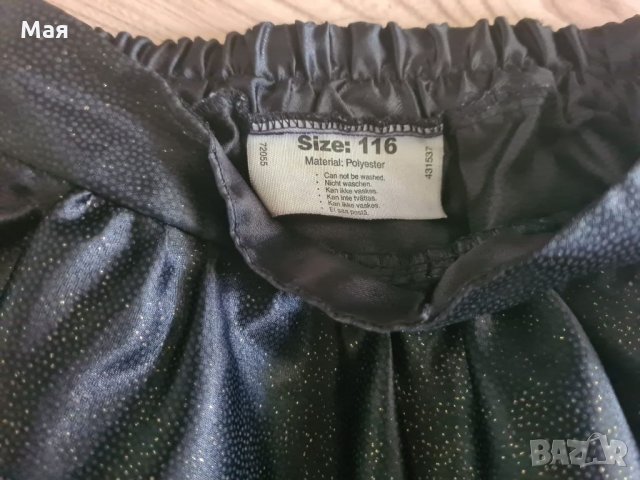 Мая
Size: 116
Material: Polyester
· Can not be washed.
· Nicht waschen.
· Kan ikke vaskes.
· Kan inte tvättas.
· Kan ikke vaskes.
· Ei saa pestä.
72055
431537
BAZAR